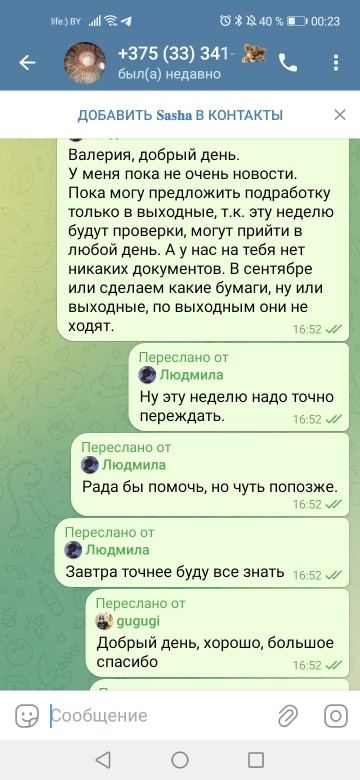 life:) BY 40 % 00:23
+375 (33) 341-
был(а) недавно
ДОБАВИТЬ Sasha В КОНТАКТЫ
Валерия, добрый день.
У меня пока не очень новости.
Пока могу предложить подработку
только в выходные, т.к. эту неделю
будут проверки, могут прийти в
любой день. А у нас на тебя нет
никаких документов. В сентябре
или сделаем какие бумаги, ну или
выходные, по выходным они не
ходят. 16:52
Переслано от
Людмила
Ну эту неделю надо точно
переждать. 16:52
Переслано от
Людмила
Рада бы помочь, но чуть попозже.
16:52
Переслано от
Людмила
Завтра точнее буду все знать 16:52
Переслано от
gugugi
Добрый день, хорошо, большое
спасибо 16:52
Сообщение